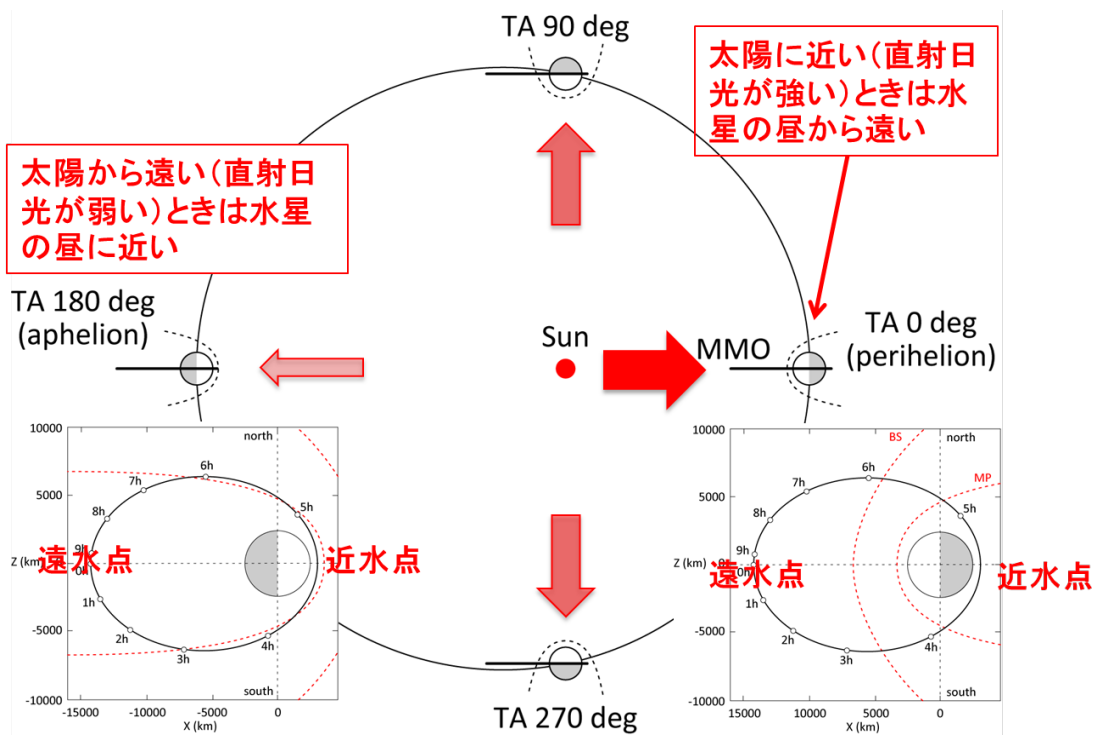 TA 90 deg
太陽に近い（直射日
光が強い）ときは水
星の昼から遠い
太陽から遠い（直射日
光が弱い）ときは水星
の昼に近い
TA 180 deg
(aphelion)
Sun
MMO
TA 0 deg
(perihelion)
10000
5000
-5000
-10000
Z (km)
north
6h
7h
5h
8h
9h
0h
遠水点
近水点
1h
2h
3h
4h
south
-15000
-10000
-5000
0
X (km)
10000
5000
0
-5000
-10000
Z (km)
BS
north
MP
6h
7h
5h
8h
9h
0h
遠水点
近水点
1h
2h
3h
4h
south
15000
10000
5000
0
X (km)
TA 270 deg